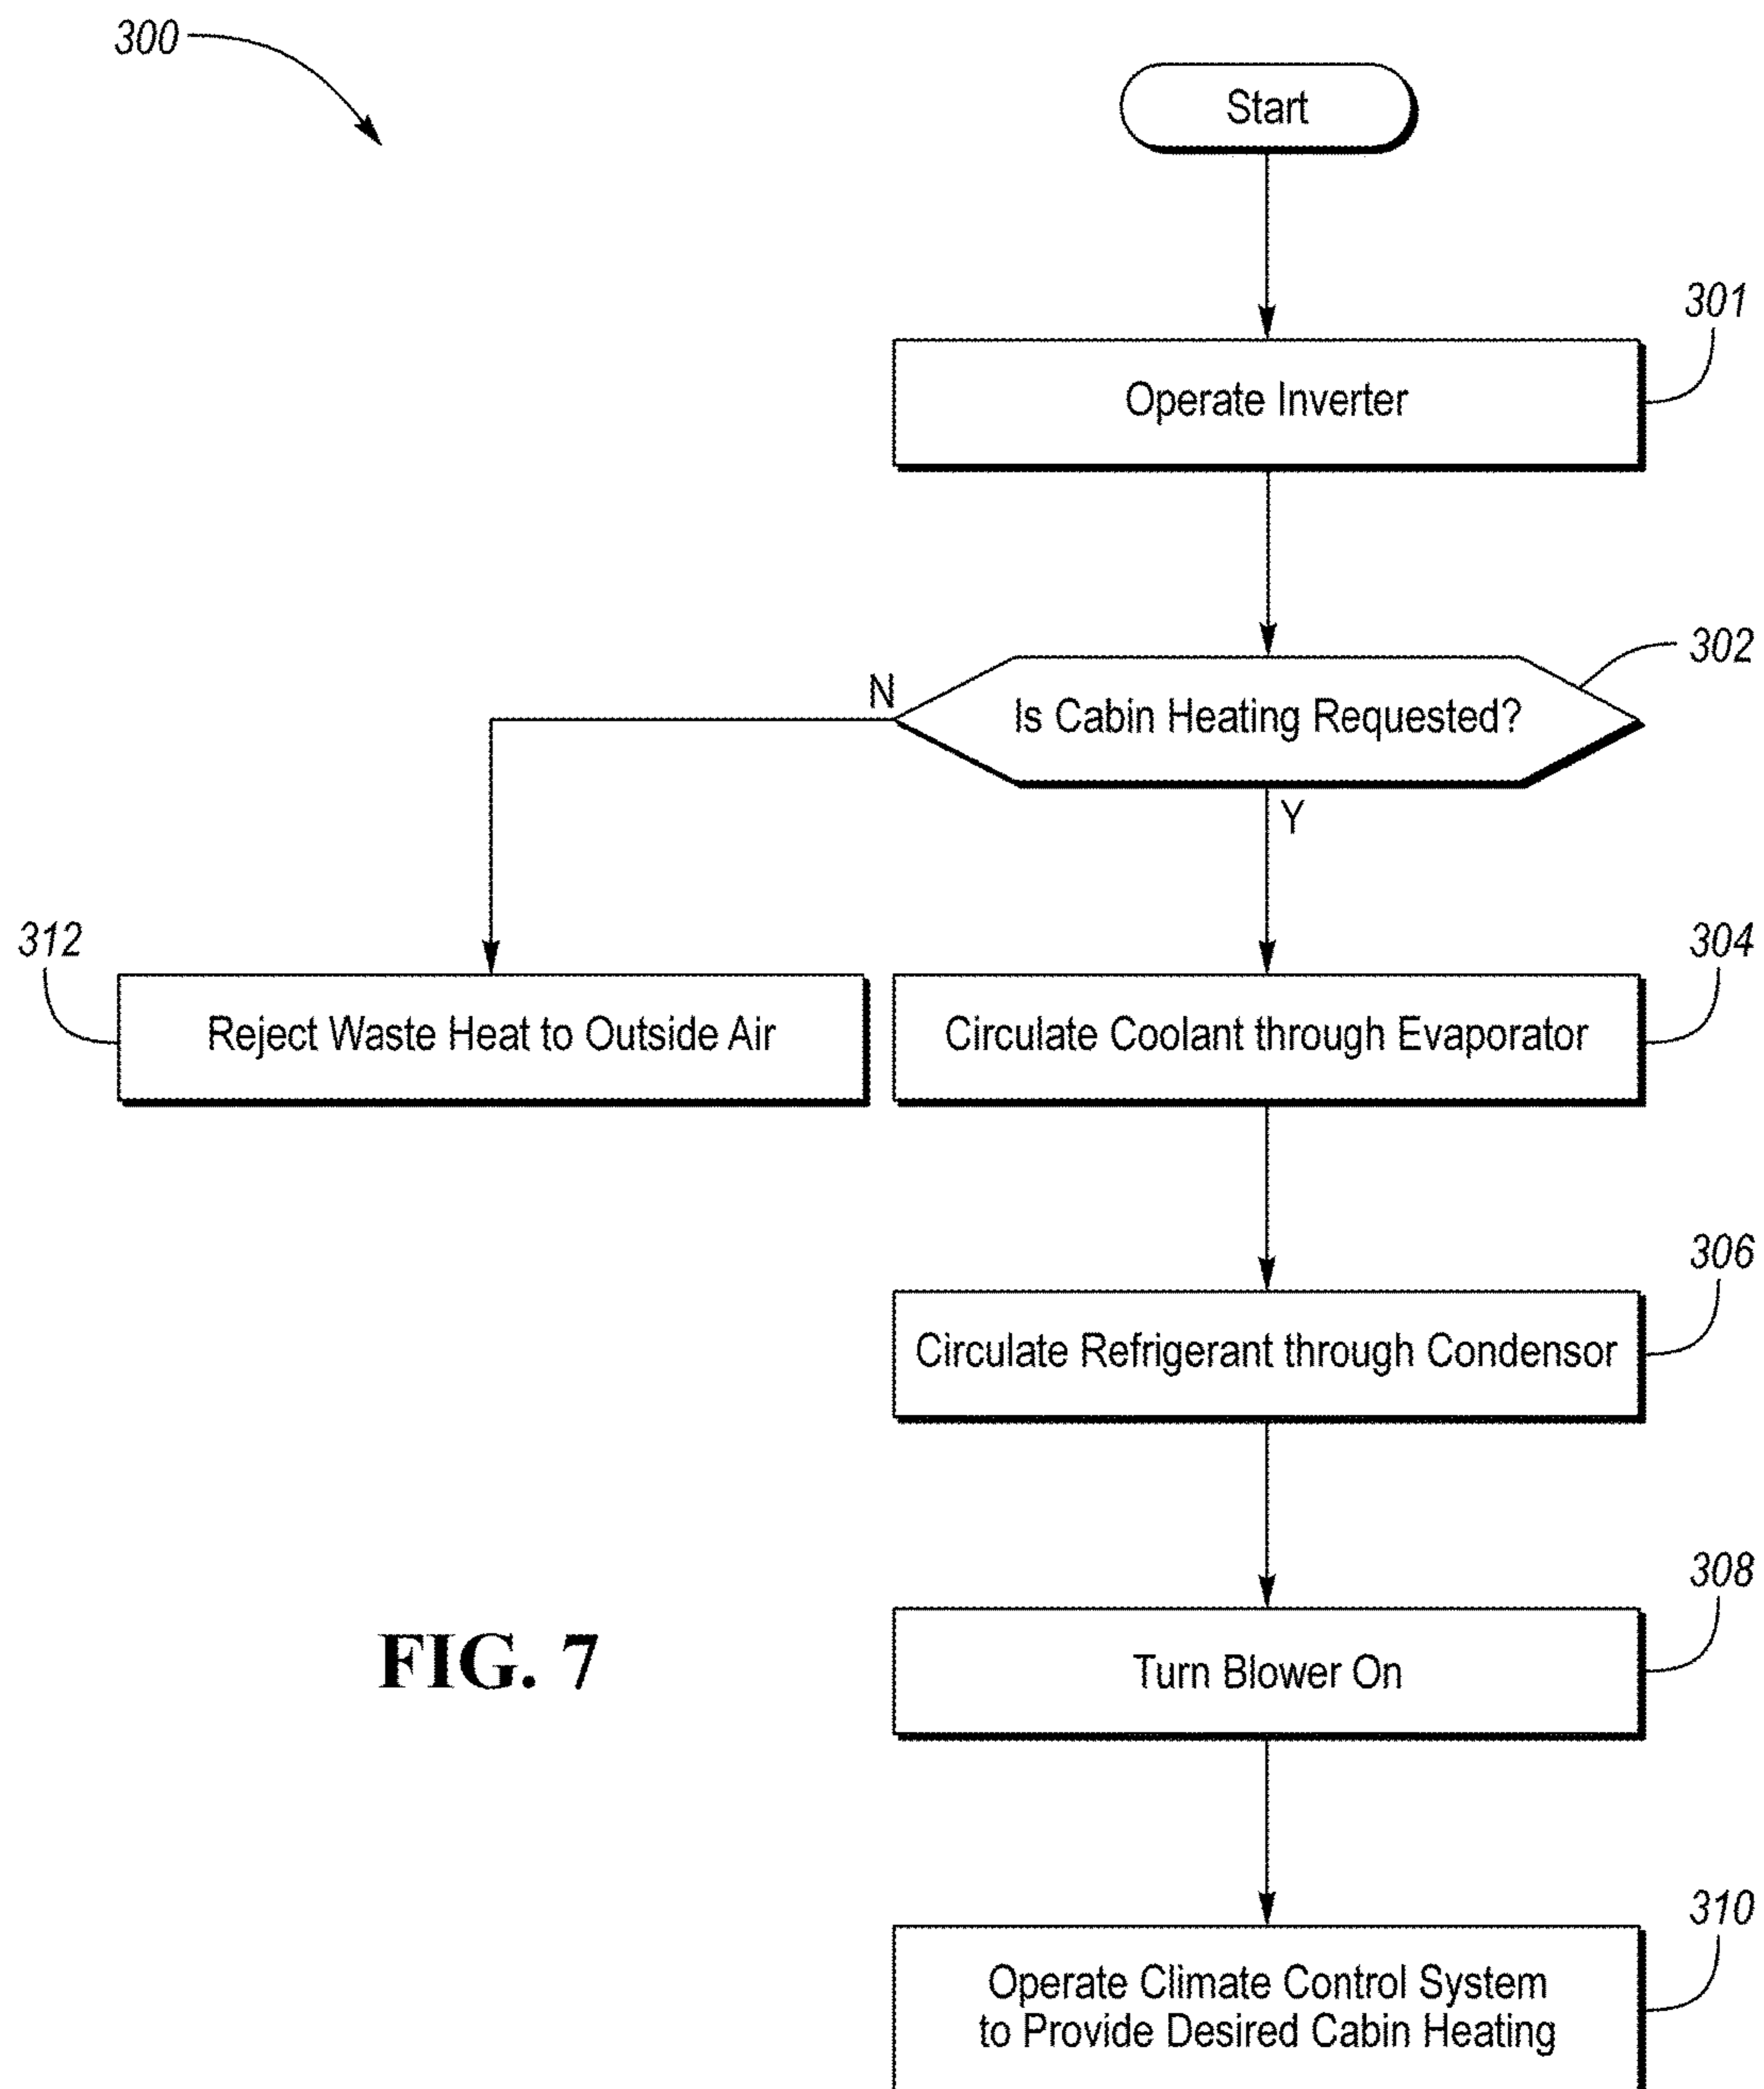 300
Start
301
Operate Inverter
302
N
Is Cabin Heating Requested?
Y
312
304
Reject Waste Heat to Outside Air
Circulate Coolant through Evaporator
306
Circulate Refrigerant through Condensor
308
FIG. 7
Turn Blower On
310
Operate Climate Control System
to Provide Desired Cabin Heating